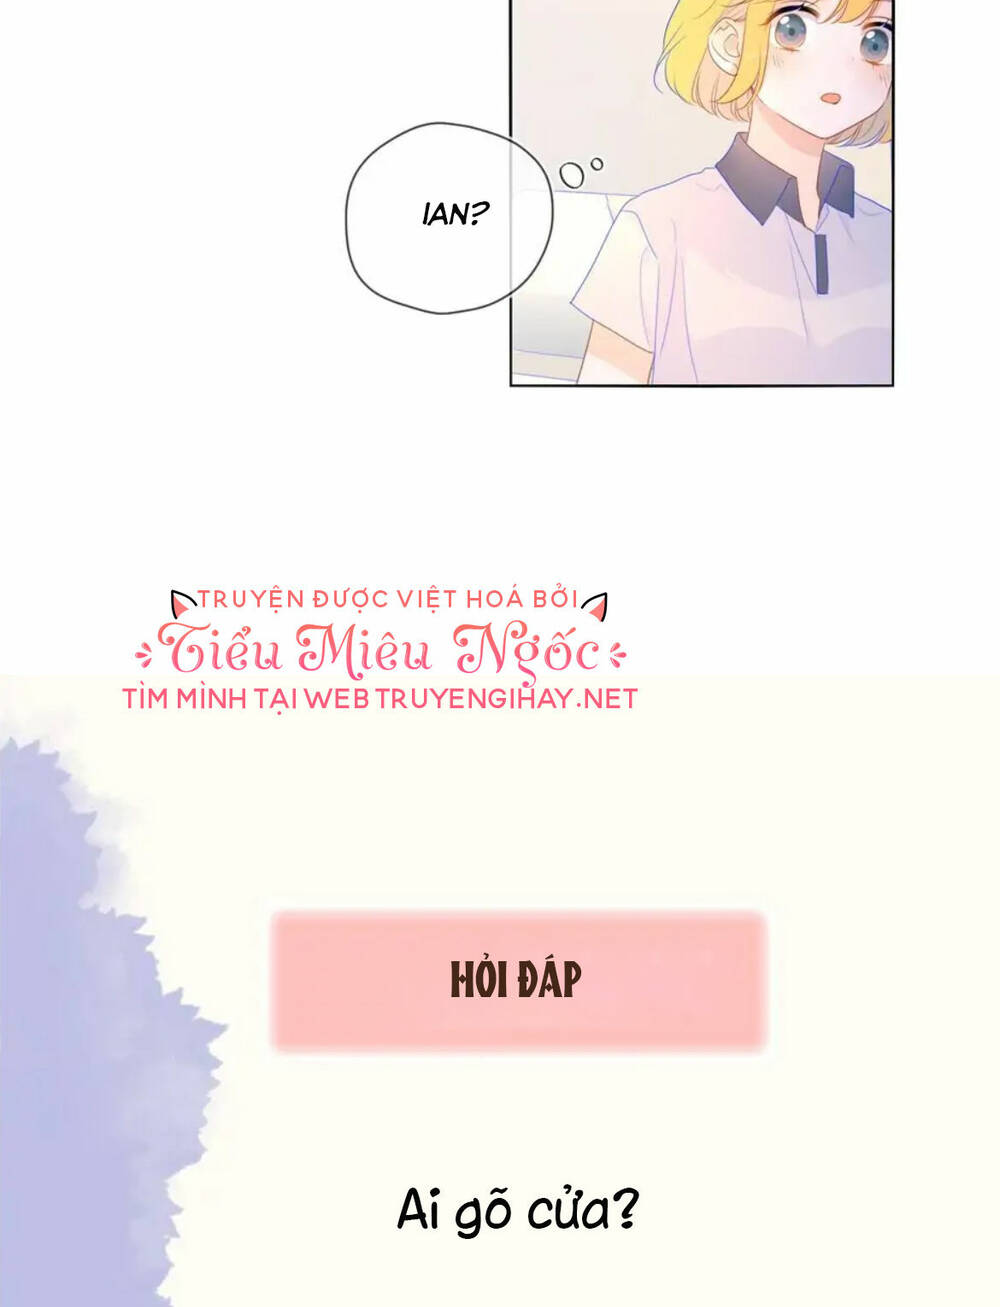 IAN?
TRUYỆN ĐƯỢC VIỆT HOÁ BỞI
Tiểu Miêu Ngốc
TÌM MÌNH TẠI WEB TRUYENGIHAY.NET
HỎI ĐÁP
Ai gõ cửa?